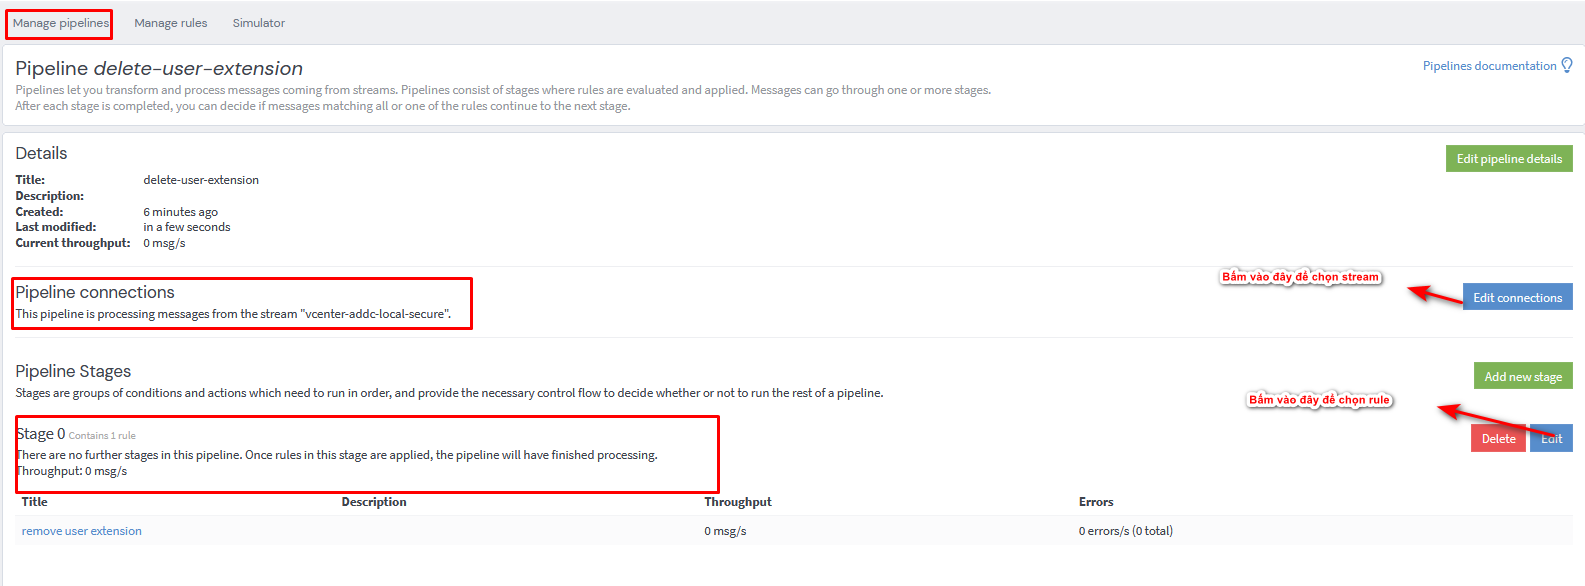 Manage pipelines Manage rules Simulator
Pipeline delete-user-extension
Pipelines documentation
Pipelines let you transform and process messages coming from streams. Pipelines consist of stages where rules are evaluated and applied. Messages can go through one or more stages.
After each stage is completed, you can decide if messages matching all or one of the rules continue to the next stage.
Details
Edit pipeline details
Title: delete-user-extension
Description:
Created: 6 minutes ago
Last modified: in a few seconds
Current throughput: 0 msg/s
Bấm vào đây để chọn stream
Pipeline connections
Edit connections
This pipeline is processing messages from the stream "vcenter-addc-local-secure".
Pipeline Stages
Add new stage
Stages are groups of conditions and actions which need to run in order, and provide the necessary control flow to decide whether or not to run the rest of a pipeline.
Bấm vào đây để chọn rule
Stage 0 Contains 1 rule
Delete Edit
There are no further stages in this pipeline. Once rules in this stage are applied, the pipeline will have finished processing.
Throughput: 0 msg/s
Title Description Throughput Errors
remove user extension 0 msg/s 0 errors/s (0 total)